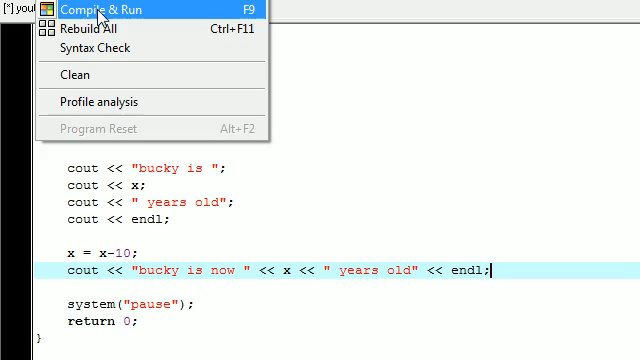 [*] you
Compile & Run F9
Rebuild All Ctrl+F11
Syntax Check
Clean
Profile analysis
Program Reset Alt+F2
cout << "bucky is ";
cout << x;
cout << " years old";
cout << endl;
x = x-10;
cout << "bucky is now " << x << " years old" << endl;
system("pause");
return 0;
}